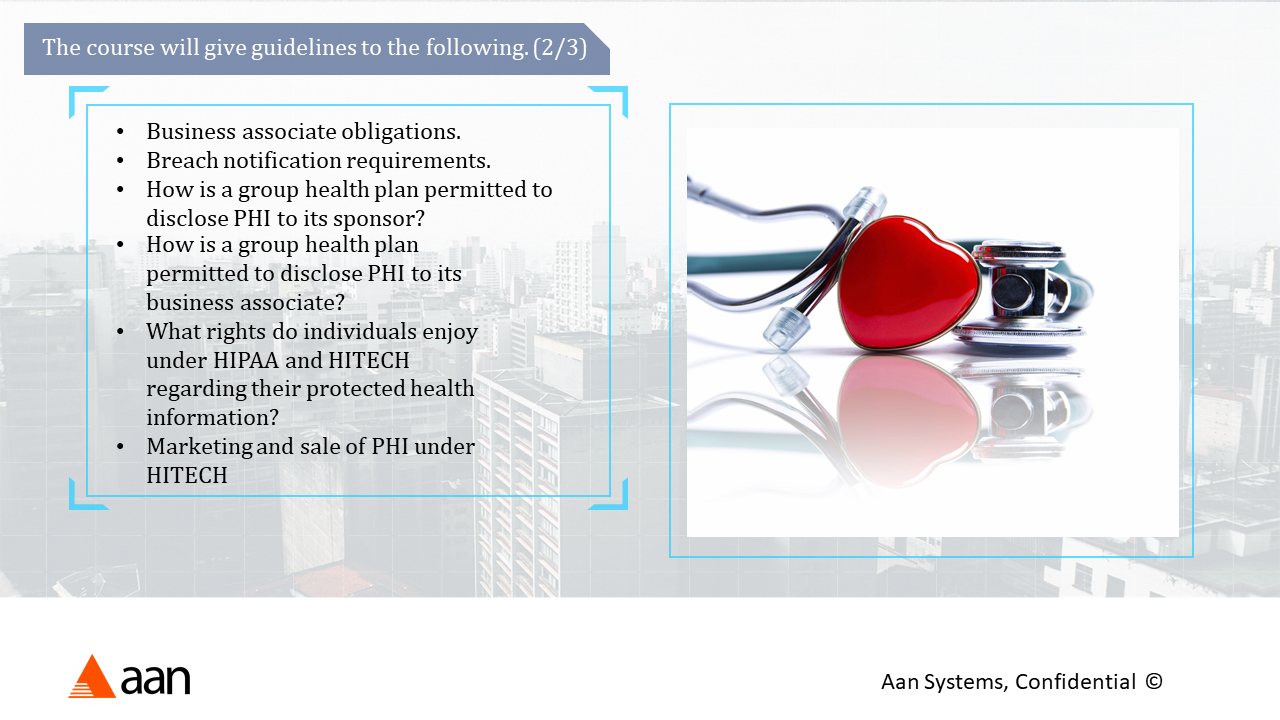 The course will give guidelines to the following. (2/3)
• Business associate obligations.
• Breach notification requirements.
• How is a group health plan permitted to
disclose PHI to its sponsor?
• How is a group health plan
permitted to disclose PHI to its
business associate?
• What rights do individuals enjoy
under HIPAA and HITECH
regarding their protected health
information?
• Marketing and sale of PHI under
HITECH
aan
Aan Systems, Confidential ©